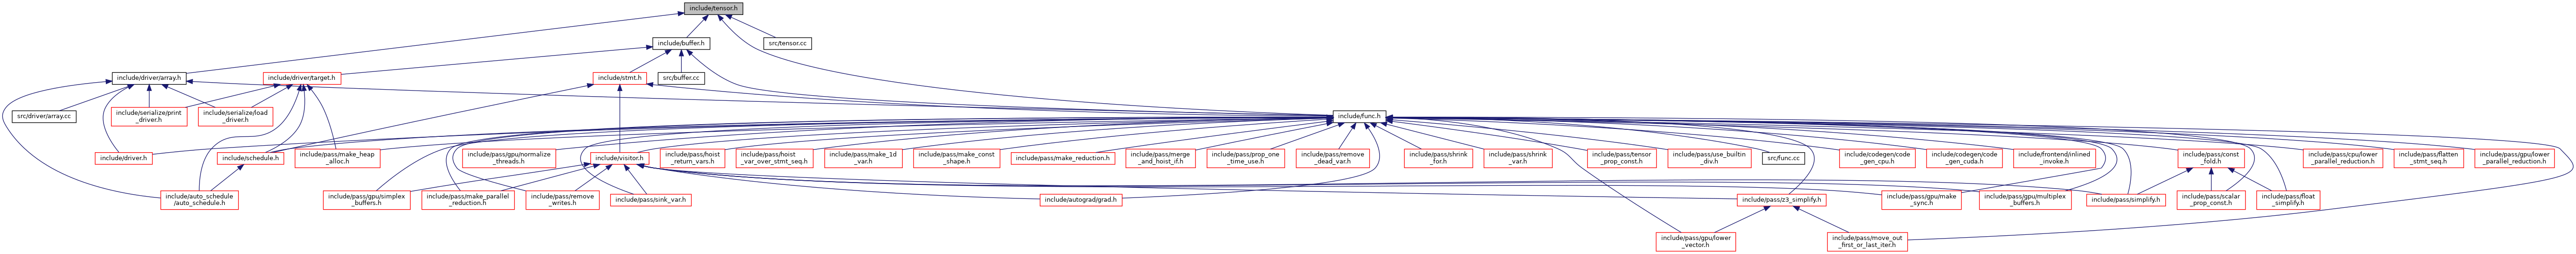 include/tensor.h
include/buffer.h
src/tensor.cc
include/driver/array.h
include/driver/target.h
include/stmt.h
src/buffer.cc
src/driver/array.cc
include/serialize/print
_driver.h
include/serialize/load
_driver.h
include/func.h
include/driver.h
include/schedule.h
include/pass/make_heap
_alloc.h
include/pass/gpu/normalize
_threads.h
include/visitor.h
include/pass/hoist
_return_vars.h
include/pass/hoist
_var_over_stmt_seq.h
include/pass/make_1d
_var.h
include/pass/make_const
_shape.h
include/pass/make_reduction.h
include/pass/merge
_and_hoist_if.h
include/pass/prop_one
_time_use.h
include/pass/remove
_dead_var.h
include/pass/shrink
_for.h
include/pass/shrink
_var.h
include/pass/tensor
_prop_const.h
include/pass/use_builtin
_div.h
src/func.cc
include/codegen/code
_gen_cpu.h
include/codegen/code
_gen_cuda.h
include/frontend/inlined
_invoke.h
include/pass/const
_fold.h
include/pass/cpu/lower
_parallel_reduction.h
include/pass/flatten
_stmt_seq.h
include/pass/gpu/lower
_parallel_reduction.h
include/auto_schedule
/auto_schedule.h
include/pass/gpu/simplex
_buffers.h
include/pass/make_parallel
_reduction.h
include/pass/remove
_writes.h
include/pass/sink_var.h
include/autograd/grad.h
include/pass/z3_simplify.h
include/pass/gpu/make
_sync.h
include/pass/gpu/multiplex
_buffers.h
include/pass/simplify.h
include/pass/scalar
_prop_const.h
include/pass/float
_simplify.h
include/pass/gpu/lower
_vector.h
include/pass/move_out
_first_or_last_iter.h